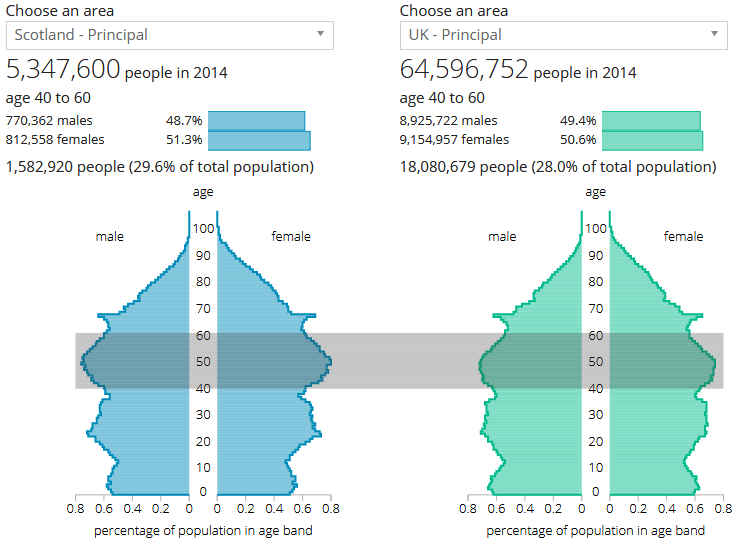 Choose an area
Scotland - Principal
5,347,600 people in 2014
age 40 to 60
770,362 males 48.7%
812,558 females 51.3%
1,582,920 people (29.6% of total population)
age
male
female
100
90
80
70
60
50
40
30
20
10
0
0.8 0.6 0.4 0.2 0 0 0.2 0.4 0.6 0.8
percentage of population in age band
Choose an area
UK - Principal
64,596,752 people in 2014
age 40 to 60
8,925,722 males 49.4%
9,154,957 females 50.6%
18,080,679 people (28.0% of total population)
age
male
female
100
90
80
70
60
50
40
30
20
10
0
0.8 0.6 0.4 0.2 0 0 0.2 0.4 0.6 0.8
percentage of population in age band